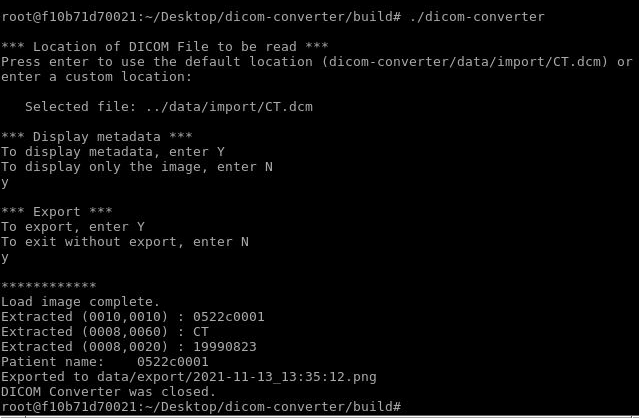 root@f10b71d70021:~/Desktop/dicom-converter/build# ./dicom-converter
*** Location of DICOM File to be read ***
Press enter to use the default location (dicom-converter/data/import/CT.dcm) or
enter a custom location:
Selected file: ../data/import/CT.dcm
*** Display metadata ***
To display metadata, enter Y
To display only the image, enter N
y
*** Export ***
To export, enter Y
To exit without export, enter N
y
************
Load image complete.
Extracted (0010,0010) : 0522c0001
Extracted (0008,0060) : CT
Extracted (0008,0020) : 19990823
Patient name:    0522c0001
Exported to data/export/2021-11-13_13:35:12.png
DICOM Converter was closed.
root@f10b71d70021:~/Desktop/dicom-converter/build#